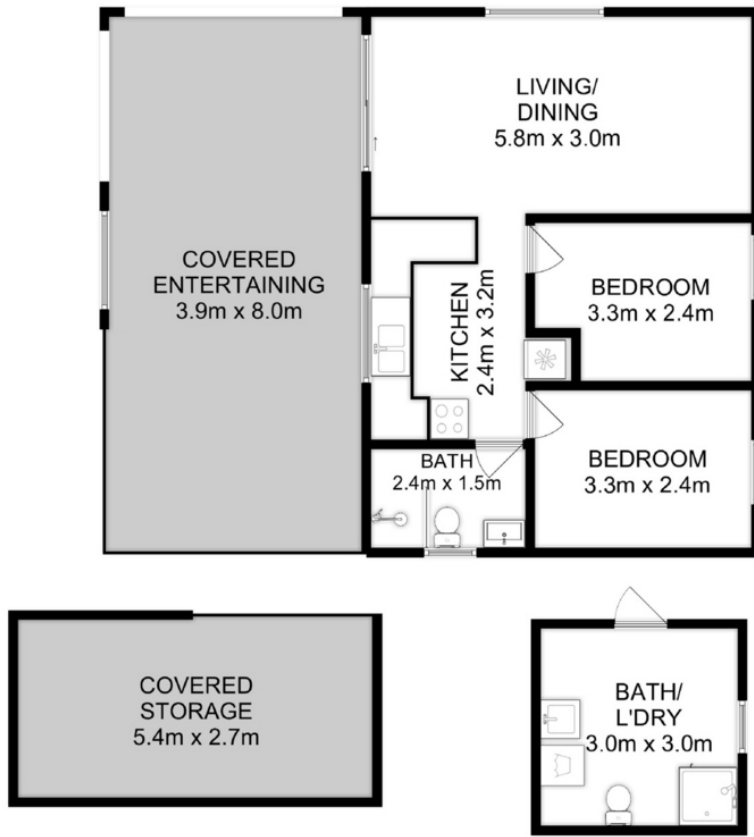 LIVING/
DINING
5.8m x 3.0m
COVERED
ENTERTAINING
3.9m x 8.0m
KITCHEN
2.4m x 3.2m
BEDROOM
3.3m x 2.4m
BATH
2.4m x 1.5m
BEDROOM
3.3m x 2.4m
COVERED
STORAGE
5.4m x 2.7m
BATH/
L'DRY
3.0m x 3.0m